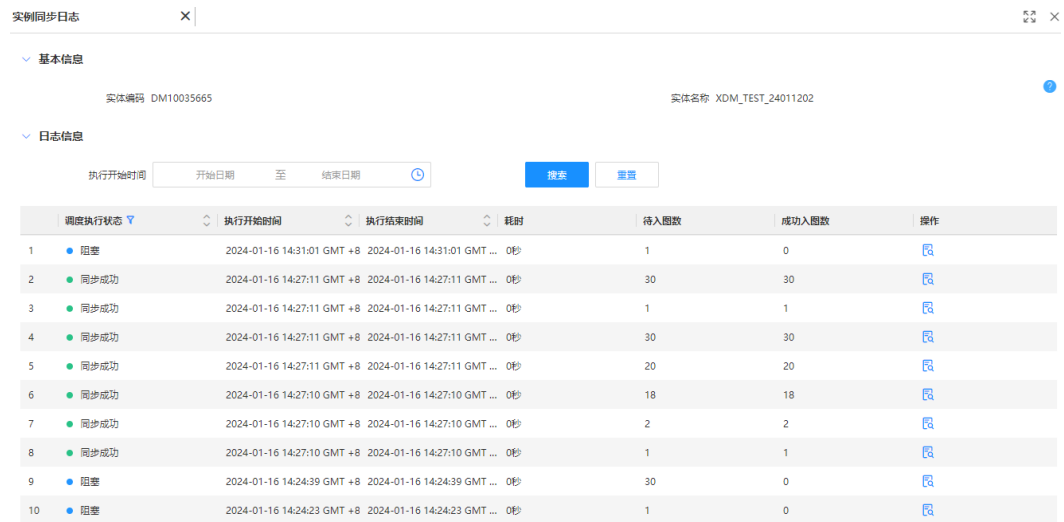 实例同步日志
基本信息
实体编码 DM10035665 实体名称 XDM_TEST_24011202
日志信息
执行开始时间 开始日期 至 结束日期 搜索 重置
调度执行状态 执行开始时间 执行结束时间 耗时 待入图数 成功入图数 操作
1 阻塞 2024-01-16 14:31:01 GMT +8 2024-01-16 14:31:01 GMT ... 0秒 1 0
2 同步成功 2024-01-16 14:27:11 GMT +8 2024-01-16 14:27:11 GMT ... 0秒 30 30
3 同步成功 2024-01-16 14:27:11 GMT +8 2024-01-16 14:27:11 GMT ... 0秒 1 1
4 同步成功 2024-01-16 14:27:11 GMT +8 2024-01-16 14:27:11 GMT ... 0秒 30 30
5 同步成功 2024-01-16 14:27:11 GMT +8 2024-01-16 14:27:11 GMT ... 0秒 20 20
6 同步成功 2024-01-16 14:27:10 GMT +8 2024-01-16 14:27:10 GMT ... 0秒 18 18
7 同步成功 2024-01-16 14:27:10 GMT +8 2024-01-16 14:27:10 GMT ... 0秒 2 2
8 同步成功 2024-01-16 14:27:10 GMT +8 2024-01-16 14:27:10 GMT ... 0秒 1 1
9 阻塞 2024-01-16 14:24:39 GMT +8 2024-01-16 14:24:39 GMT ... 0秒 30 0
10 阻塞 2024-01-16 14:24:23 GMT +8 2024-01-16 14:24:23 GMT ... 0秒 1 0